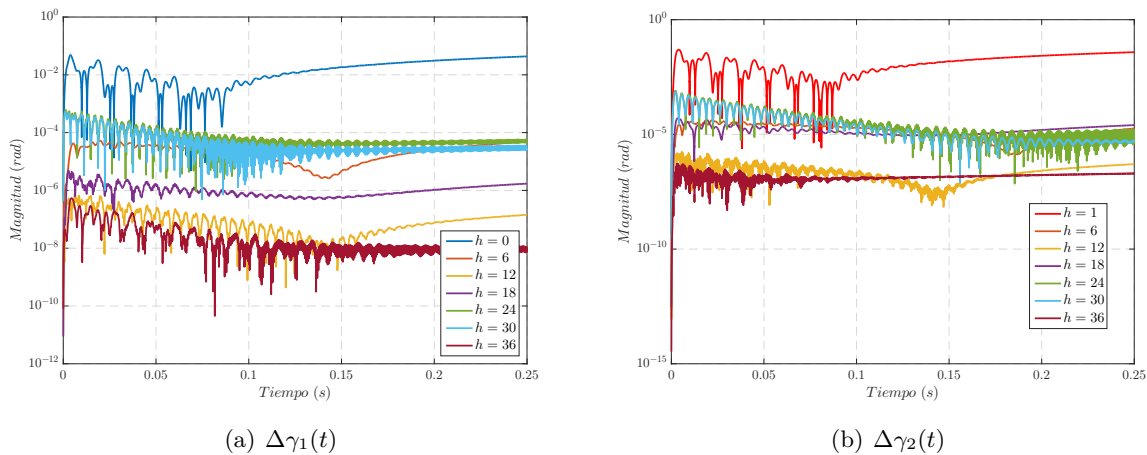 10^0
10^-2
10^-4
10^-6
10^-8
10^-10
10^-12
Magnitud (rad)
0 0.05 0.1 0.15 0.2 0.25
Tiempo (s)
h = 0
h = 6
h = 12
h = 18
h = 24
h = 30
h = 36
(a) Δγ₁(t)
10^0
10^-5
10^-10
10^-15
Magnitud (rad)
0 0.05 0.1 0.15 0.2 0.25
Tiempo (s)
h = 1
h = 6
h = 12
h = 18
h = 24
h = 30
h = 36
(b) Δγ₂(t)